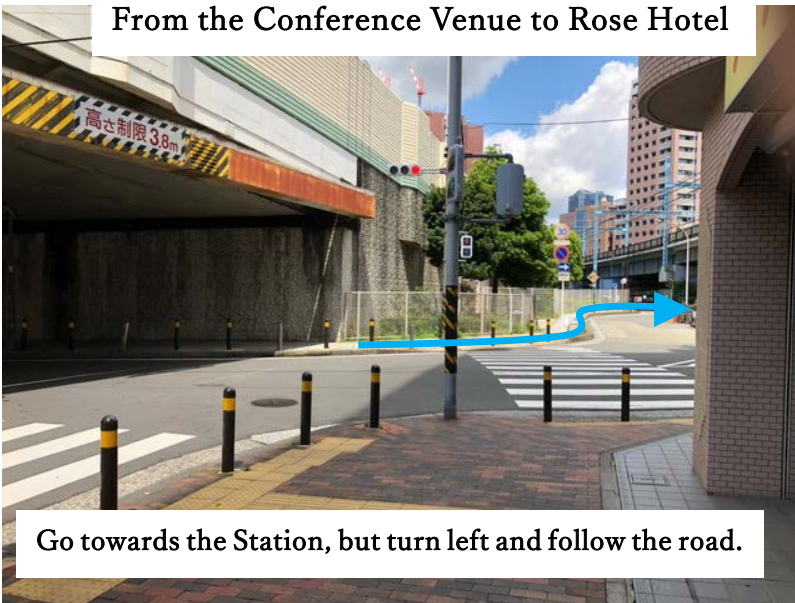 From the Conference Venue to Rose Hotel
高さ制限3.8m
30
Go towards the Station, but turn left and follow the road.